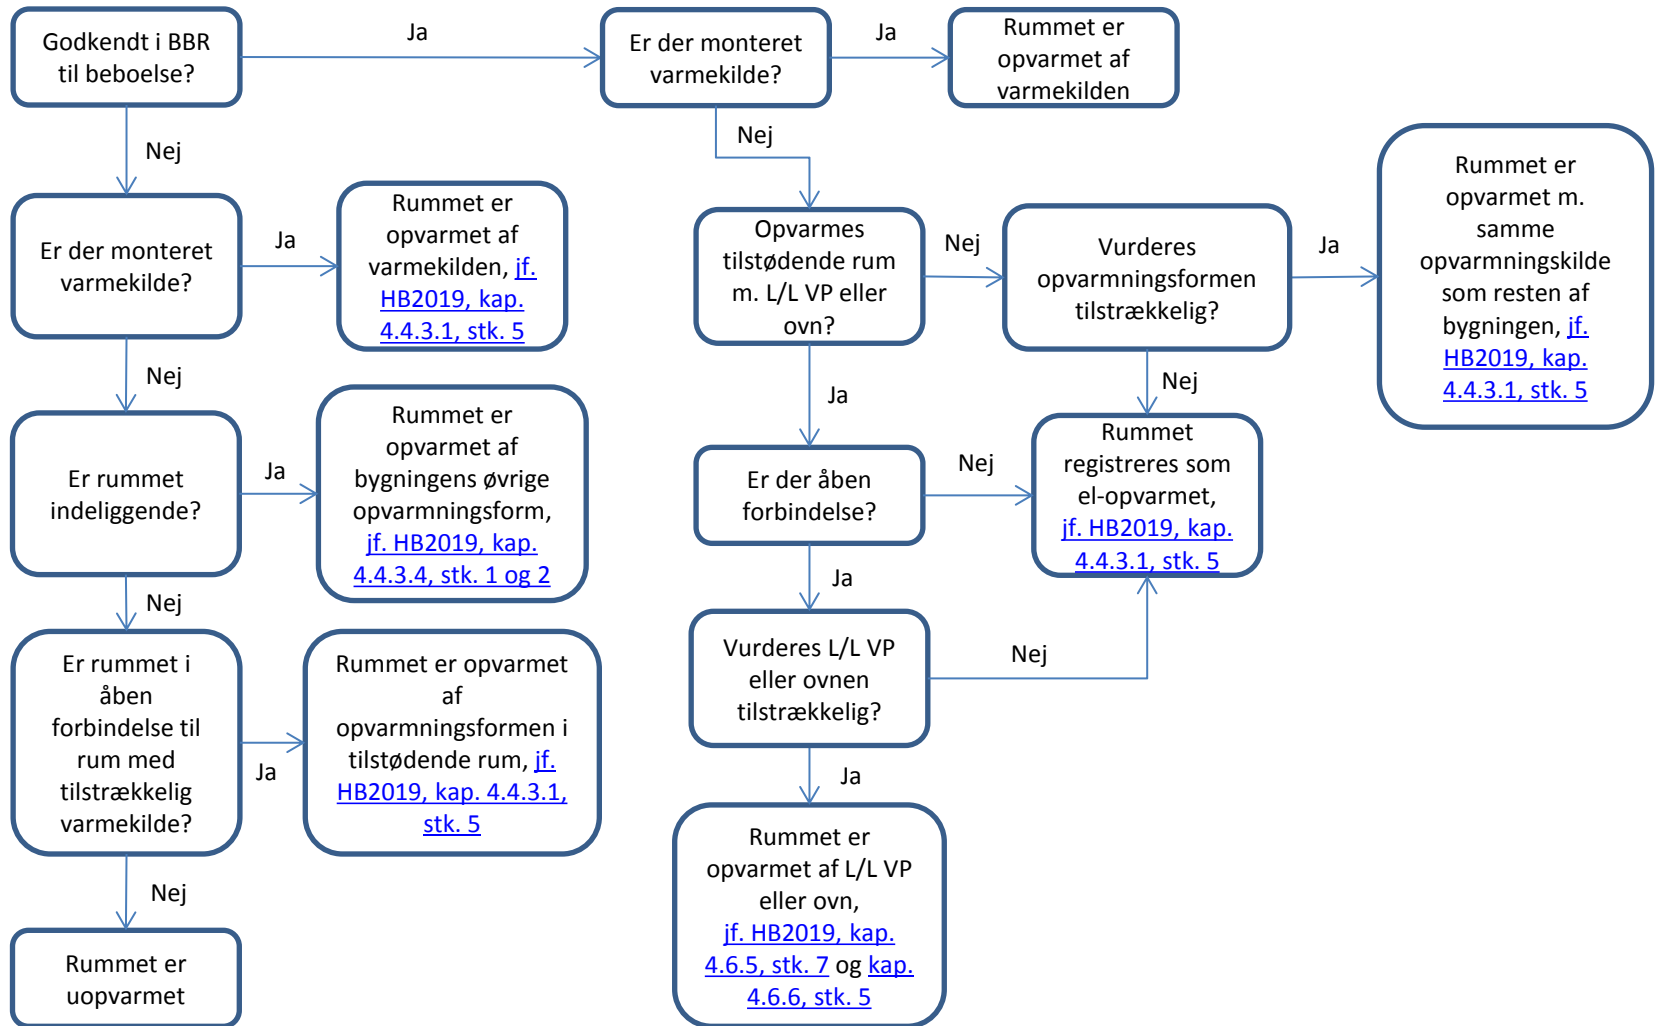 Godkendt i BBR
til beboelse?
Ja
Er der monteret
varmekilde?
Ja
Rummet er
opvarmet af
varmekilden
Nej
Nej
Er der monteret
varmekilde?
Ja
Rummet er
opvarmet af
varmekilden, jf.
HB2019, kap.
4.4.3.1, stk. 5
Opvarmes
tilstødende rum
m. L/L VP eller
ovn?
Nej
Vurderes
opvarmningsformen
tilstrækkelig?
Ja
Rummet er
opvarmet m.
samme
opvarmningskilde
som resten af
bygningen, jf.
HB2019, kap.
4.4.3.1, stk. 5
Nej
Ja
Nej
Er rummet
indeliggende?
Ja
Rummet er
opvarmet af
bygningens øvrige
opvarmningsform,
jf. HB2019, kap.
4.4.3.4, stk. 1 og 2
Er der åben
forbindelse?
Nej
Rummet
registreres som
el-opvarmet,
jf. HB2019, kap.
4.4.3.1, stk. 5
Nej
Ja
Er rummet i
åben
forbindelse til
rum med
tilstrækkelig
varmekilde?
Ja
Rummet er opvarmet
af
opvarmningsformen i
tilstødende rum, jf.
HB2019, kap. 4.4.3.1,
stk. 5
Vurderes L/L VP
eller ovnen
tilstrækkelig?
Nej
Ja
Nej
Rummet er
uopvarmet
Rummet er
opvarmet af L/L VP
eller ovn,
jf. HB2019, kap.
4.6.5, stk. 7 og kap.
4.6.6, stk. 5